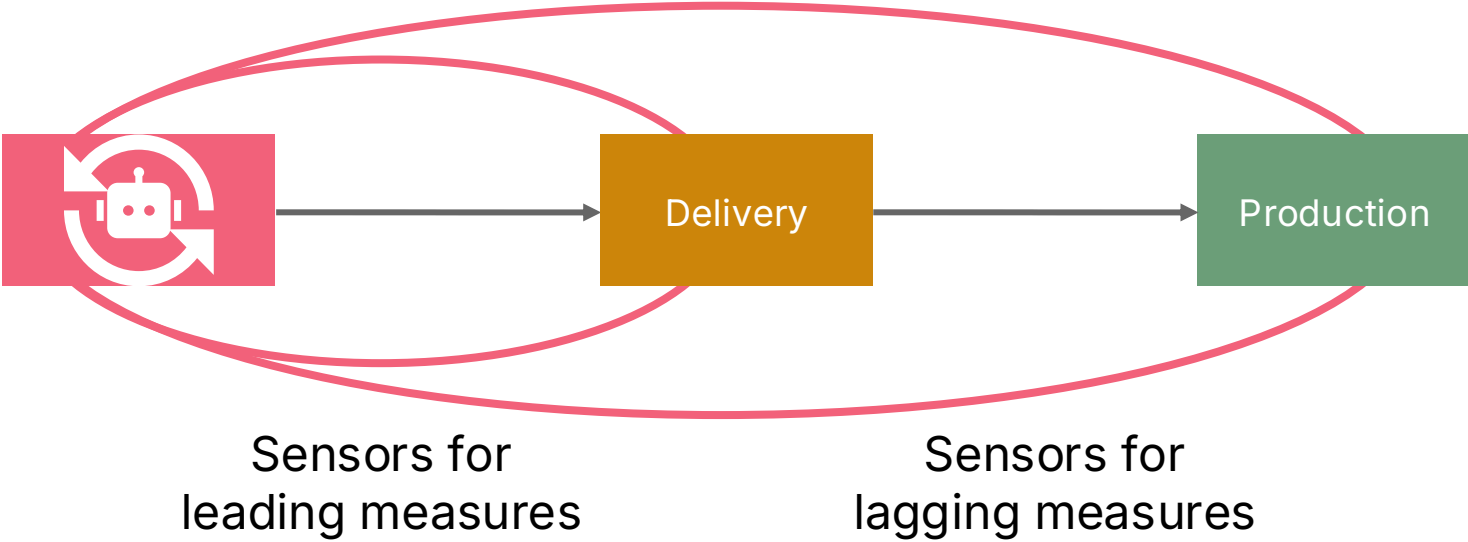 Delivery
Production
Sensors for
leading measures
Sensors for
lagging measures